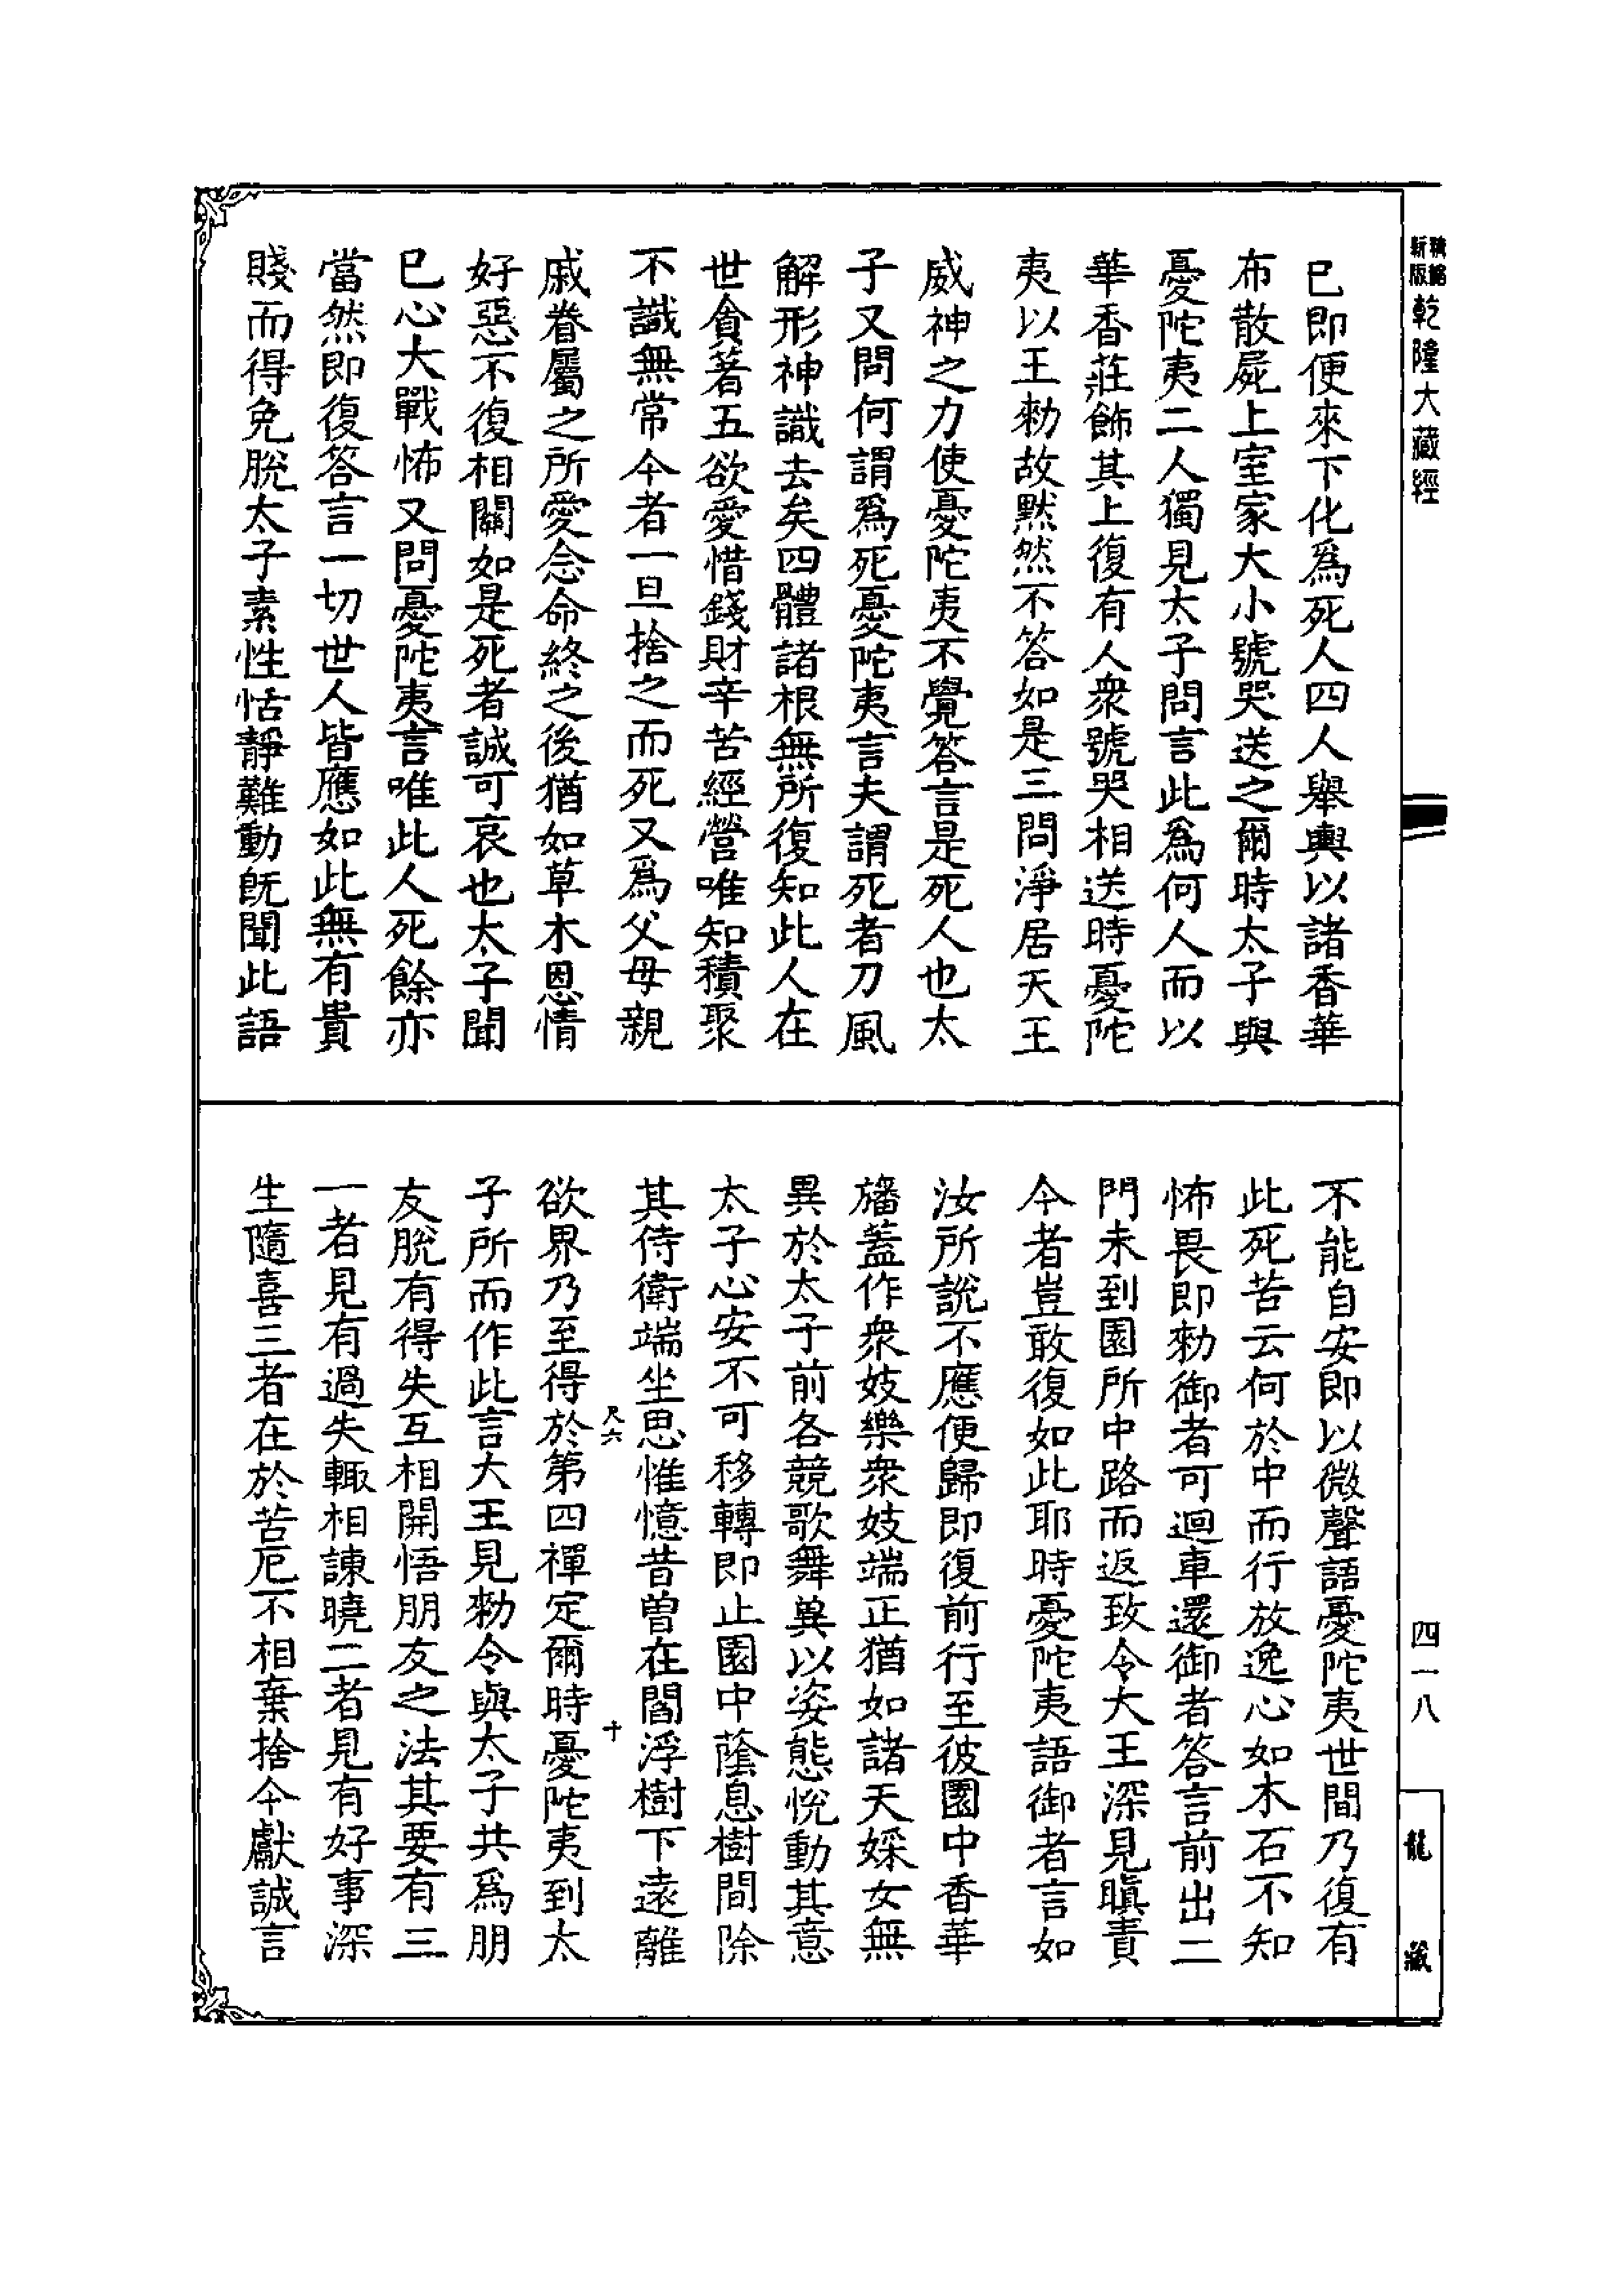 精縮
新版
乾隆大藏經
四一八
龍藏
已即便來下化爲死人四人舉輿以諸香華
布散屍上室家大小號哭送之爾時太子與
憂陀夷二人獨見太子問言此爲何人而以
華香莊飾其上復有人衆號哭相送時憂陀
夷以王勑故默然不答如是三問淨居天王
威神之力使憂陀夷不覺答言是死人也太
子又問何謂爲死憂陀夷言夫謂死者刀風
解形神識去矣四體諸根無所復知此人在
世貪著五欲愛惜錢財辛苦經營唯知積聚
不識無常今者一旦捨之而死又爲父母親
戚眷屬之所愛念命終之後猶如草木恩情
好惡不復相關如是死者誠可哀也太子聞
已心大戰怖又問憂陀夷言唯此人死餘亦
當然即復答言一切世人皆應如此無有貴
賤而得免脫太子素性恬靜難動旣聞此語
不能自安即以微聲語憂陀夷世間乃復有
此死苦云何於中而行放逸心如木石不知
怖畏即勑御者可迴車還御者答言前出二
門未到園所中路而返致令大王深見瞋責
今者豈敢復如此耶時憂陀夷語御者言如
汝所說不應便歸即復前行至彼園中香華
旛蓋作衆妓樂衆妓端正猶如諸天婇女無
異於太子前各競歌舞兾以姿態悅動其意
太子心安不可移轉即止園中蔭息樹間除
其侍衛端坐思惟憶昔曾在閻浮樹下遠離
尺六
十
欲界乃至得於第四禪定爾時憂陀夷到太
子所而作此言大王見勑令與太子共爲朋
友脫有得失互相開悟朋友之法其要有三
一者見有過失輙相諫曉二者見有好事深
生隨喜三者在於苦厄不相棄捨今獻誠言